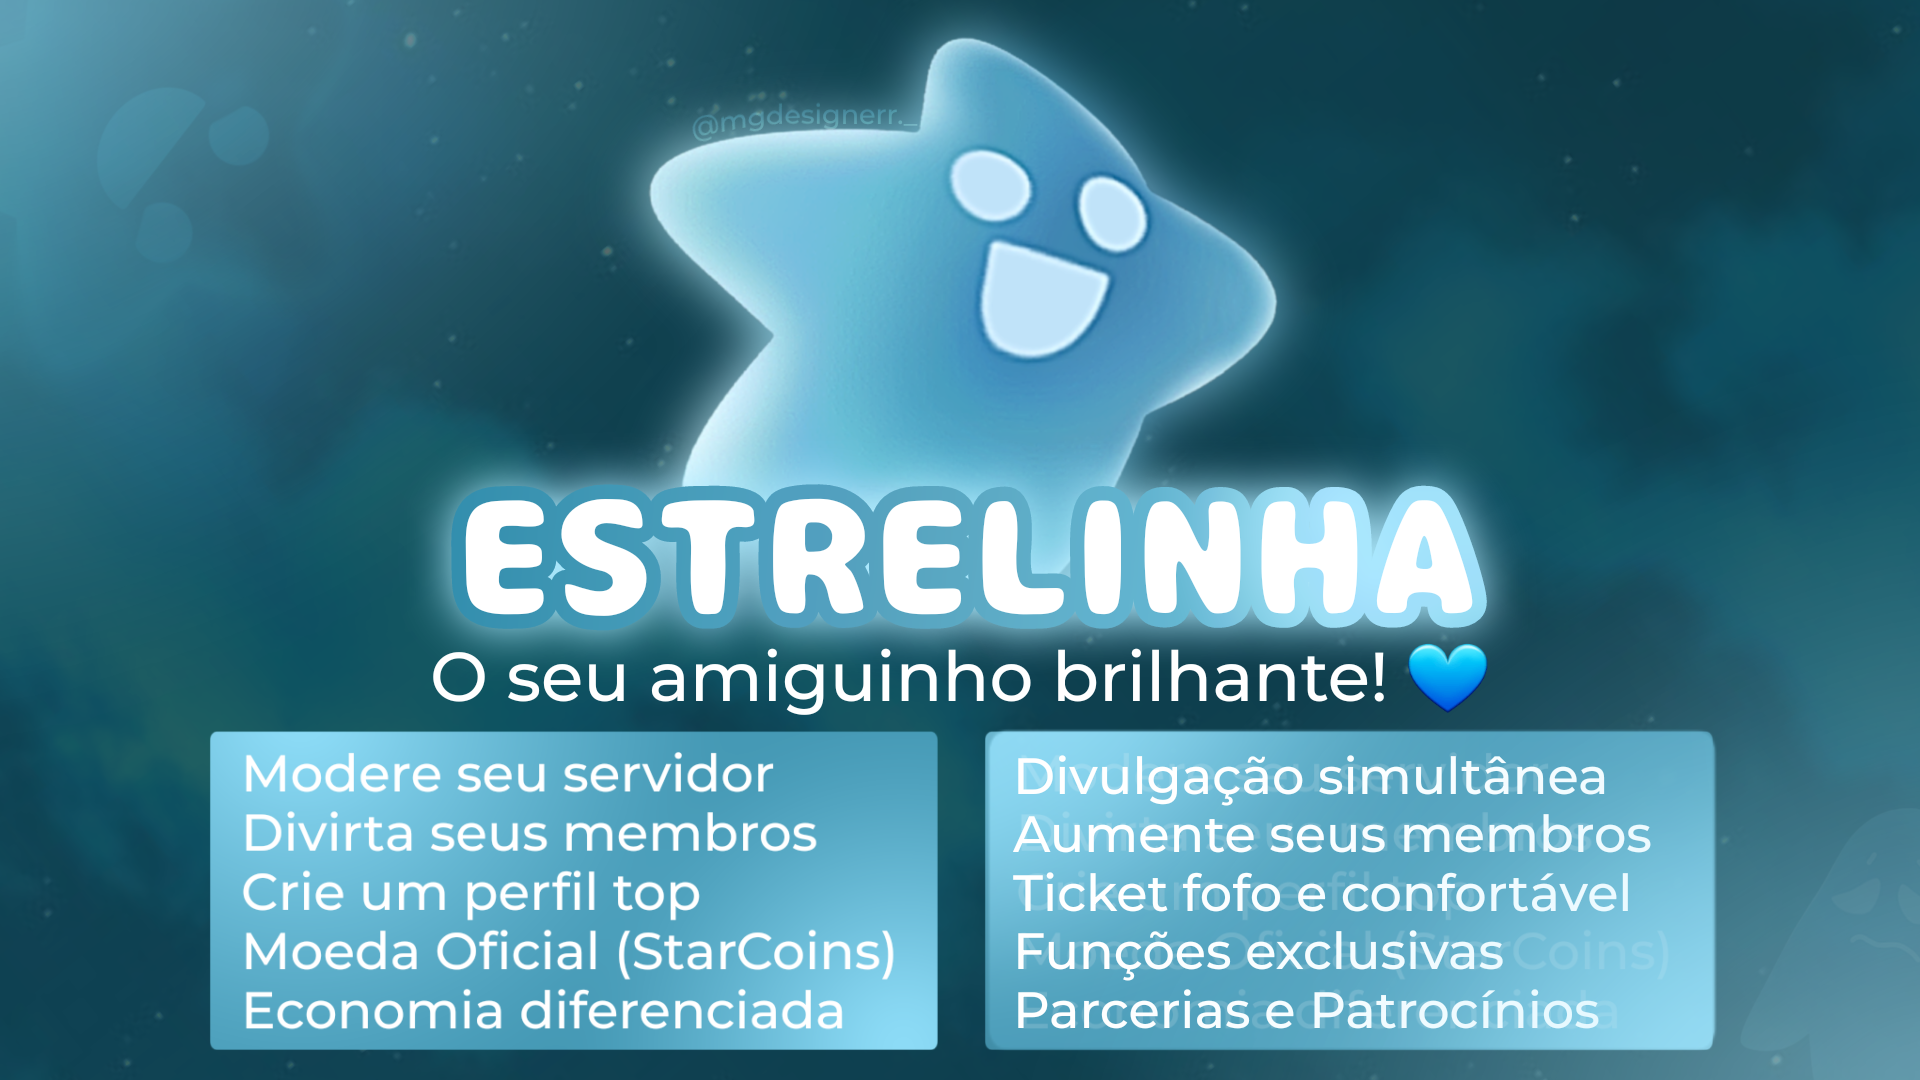 @mgdesignerr._
ESTRELINHA
O seu amiguinho brilhante! 💙
Modere seu servidor
Divirta seus membros
Crie um perfil top
Moeda Oficial (StarCoins)
Economia diferenciada
Divulgação simultânea
Aumente seus membros
Ticket fofo e confortável
Funções exclusivas
Parcerias e Patrocínios